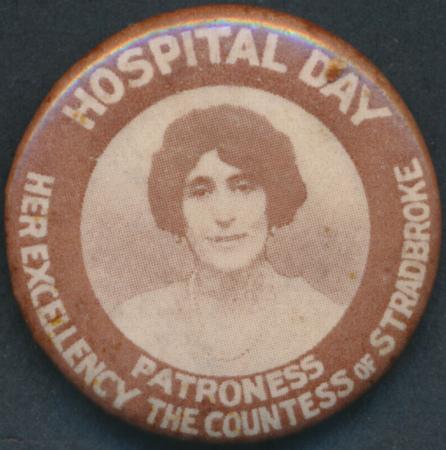 HOSPITAL DAY
PATRONESS
HER EXCELLENCY THE COUNTESS OF STRADBROKE